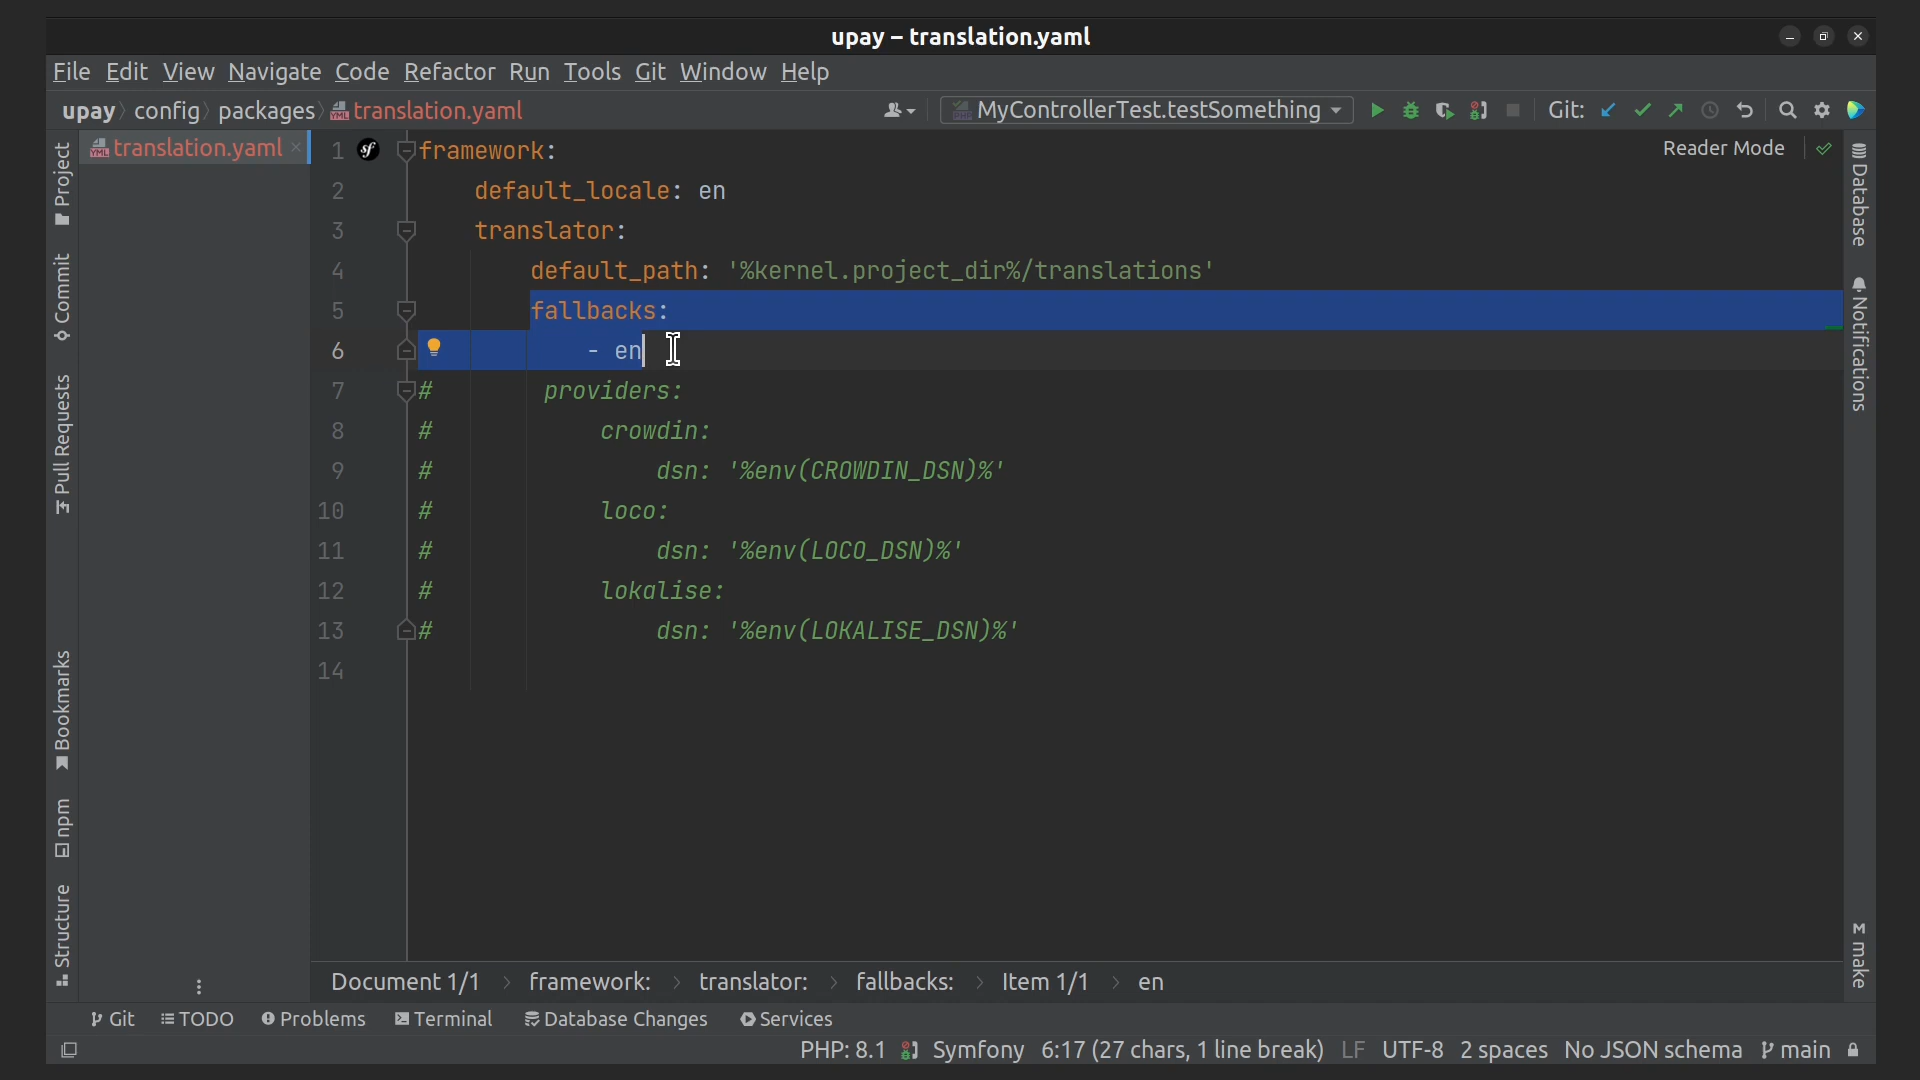 upay – translation.yaml
File Edit View Navigate Code Refactor Run Tools Git Window Help
upay config packages translation.yaml MyControllerTest.testSomething Git:
Project
Commit
Pull Requests
Bookmarks
npm
Structure
translation.yaml
Reader Mode
1 framework:
2     default_locale: en
3     translator:
4         default_path: '%kernel.project_dir%/translations'
5         fallbacks:
6             - en
7 #        providers:
8 #            crowdin:
9 #                dsn: '%env(CROWDIN_DSN)%'
10 #            loco:
11 #                dsn: '%env(LOCO_DSN)%'
12 #            lokalise:
13 #                dsn: '%env(LOKALISE_DSN)%'
14
Database
Notifications
make
Document 1/1 framework: translator: fallbacks: Item 1/1 en
Git TODO Problems Terminal Database Changes Services
PHP: 8.1 Symfony 6:17 (27 chars, 1 line break) LF UTF-8 2 spaces No JSON schema main